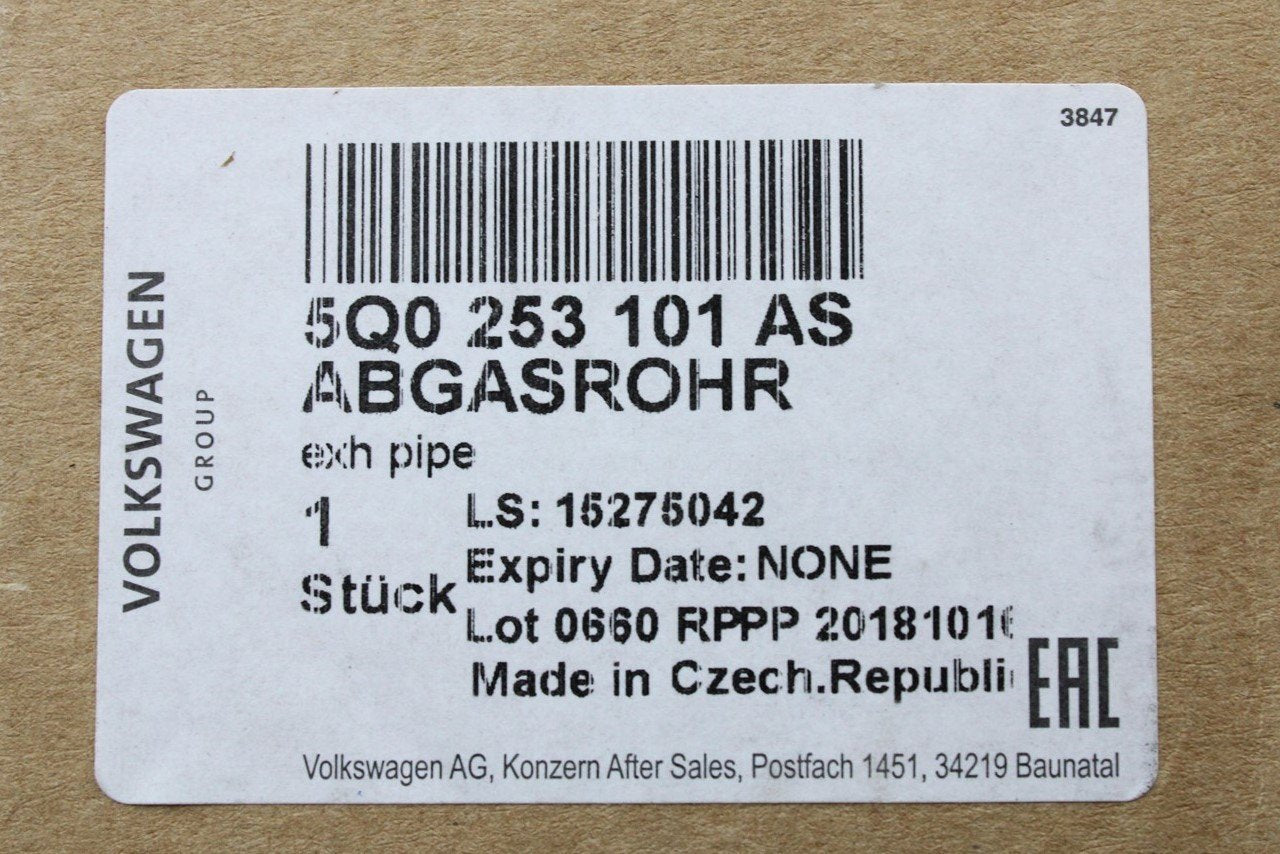 3847
VOLKSWAGEN
GROUP
5Q0 253 101 AS
ABGASROHR
exh pipe
1
Stück
LS: 15275042
Expiry Date: NONE
Lot 0660 RPPP
Made in Czech.Republi
EAC
Volkswagen AG, Konzern After Sales, Postfach 1451, 34219 Baunatal